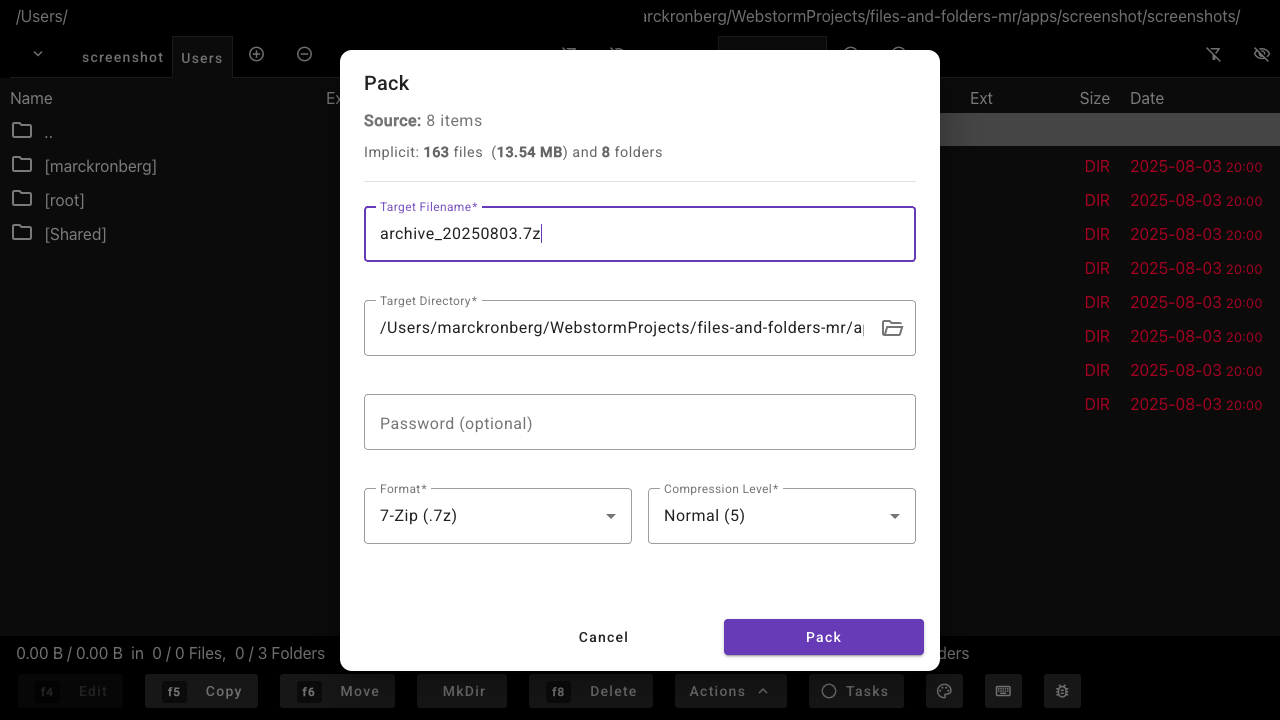 /Users/
arckronberg/WebstormProjects/files-and-folders-mr/apps/screenshot/screenshots/
screenshot Users
Name
Ext Size Date
..
[marckronberg]
DIR 2025-08-03 20:00
[root]
DIR 2025-08-03 20:00
[Shared]
DIR 2025-08-03 20:00
DIR 2025-08-03 20:00
DIR 2025-08-03 20:00
DIR 2025-08-03 20:00
DIR 2025-08-03 20:00
DIR 2025-08-03 20:00
Pack
Source: 8 items
Implicit: 163 files (13.54 MB) and 8 folders
Target Filename*
archive_20250803.7z
Target Directory*
/Users/marckronberg/WebstormProjects/files-and-folders-mr/a
Password (optional)
Format* Compression Level*
7-Zip (.7z) Normal (5)
Cancel Pack
0.00 B / 0.00 B in 0 / 0 Files, 0 / 3 Folders
f4 Edit f5 Copy f6 Move MkDir f8 Delete Actions Tasks